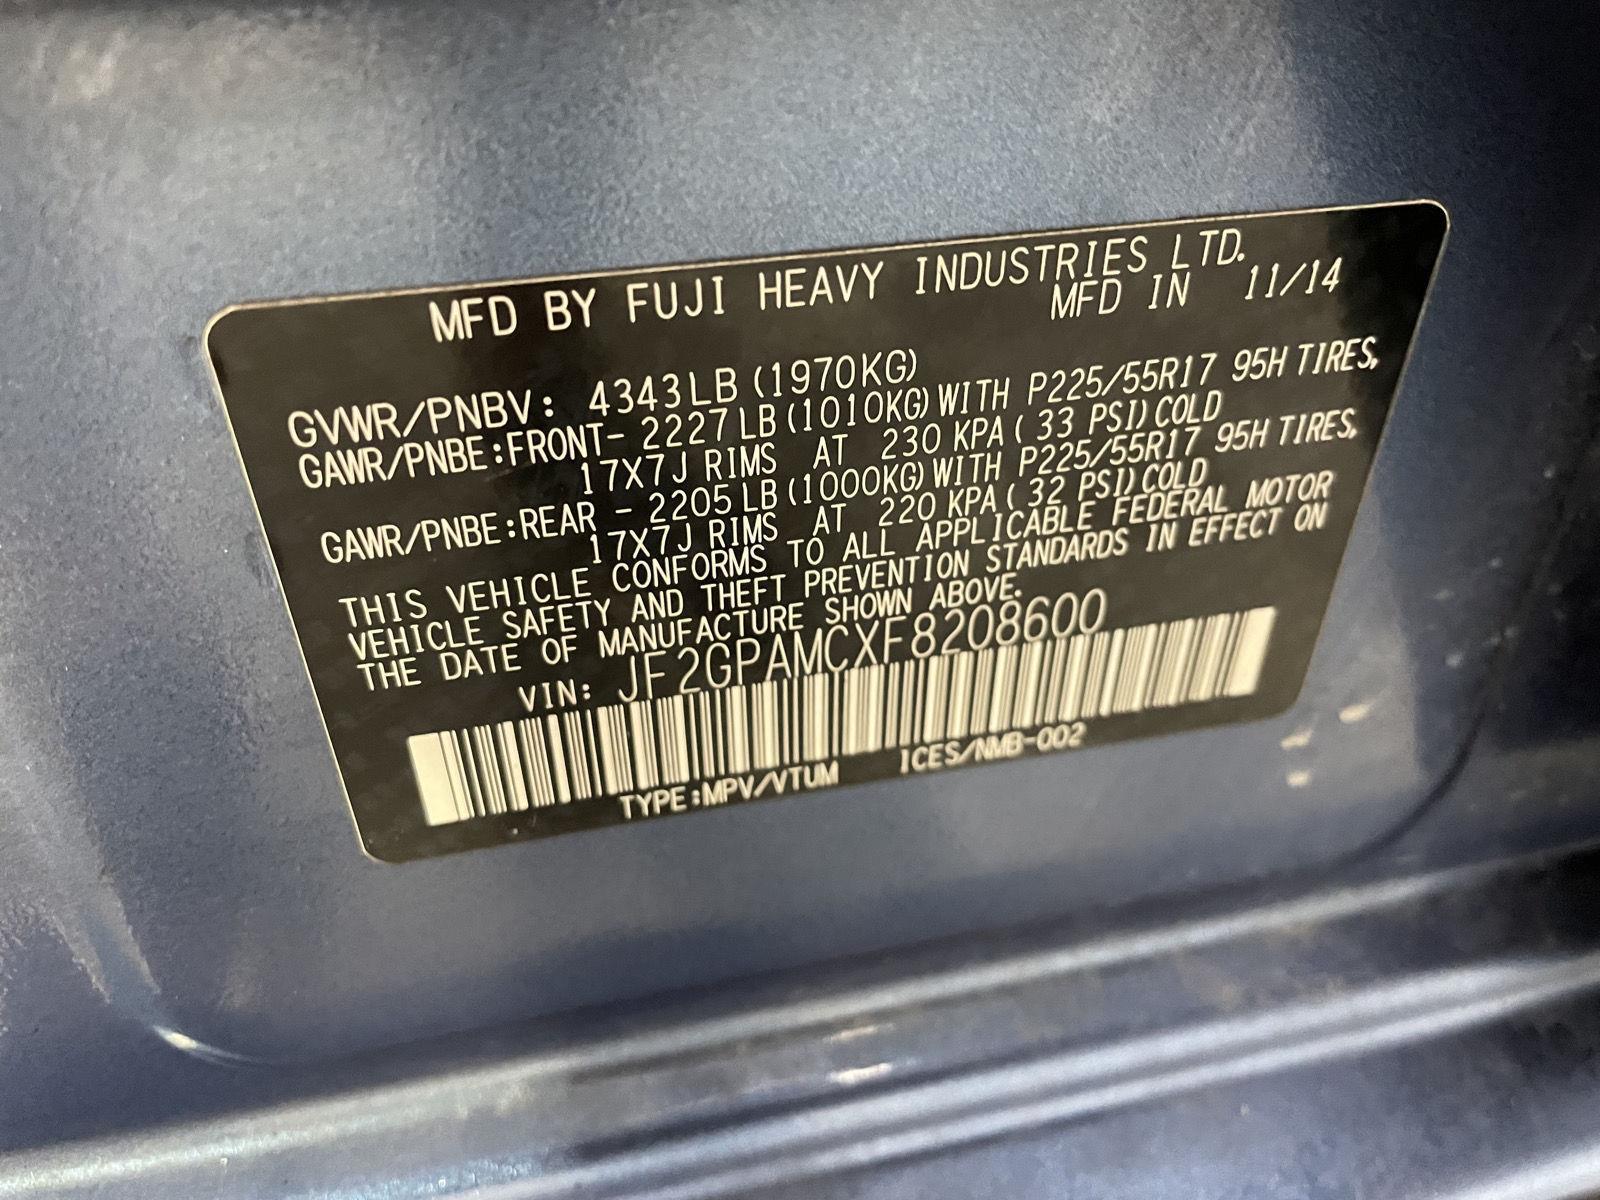 MFD BY FUJI HEAVY INDUSTRIES LTD.
MFD IN 11/14
GVWR/PNBV: 4343LB(1970KG)
GAWR/PNBE:FRONT- 2227LB(1010KG)WITH P225/55R17 95H TIRES,
17X7J RIMS AT 230 KPA( 33 PSI)COLD
GAWR/PNBE:REAR - 2205LB(1000KG)WITH P225/55R17 95H TIRES,
17X7J RIMS AT 220 KPA( 32 PSI)COLD
THIS VEHICLE CONFORMS TO ALL APPLICABLE FEDERAL MOTOR
VEHICLE SAFETY AND THEFT PREVENTION STANDARDS IN EFFECT ON
THE DATE OF MANUFACTURE SHOWN ABOVE.
VIN: JF2GPAMCXF8208600
TYPE:MPV/VTUM ICES/NMB-002